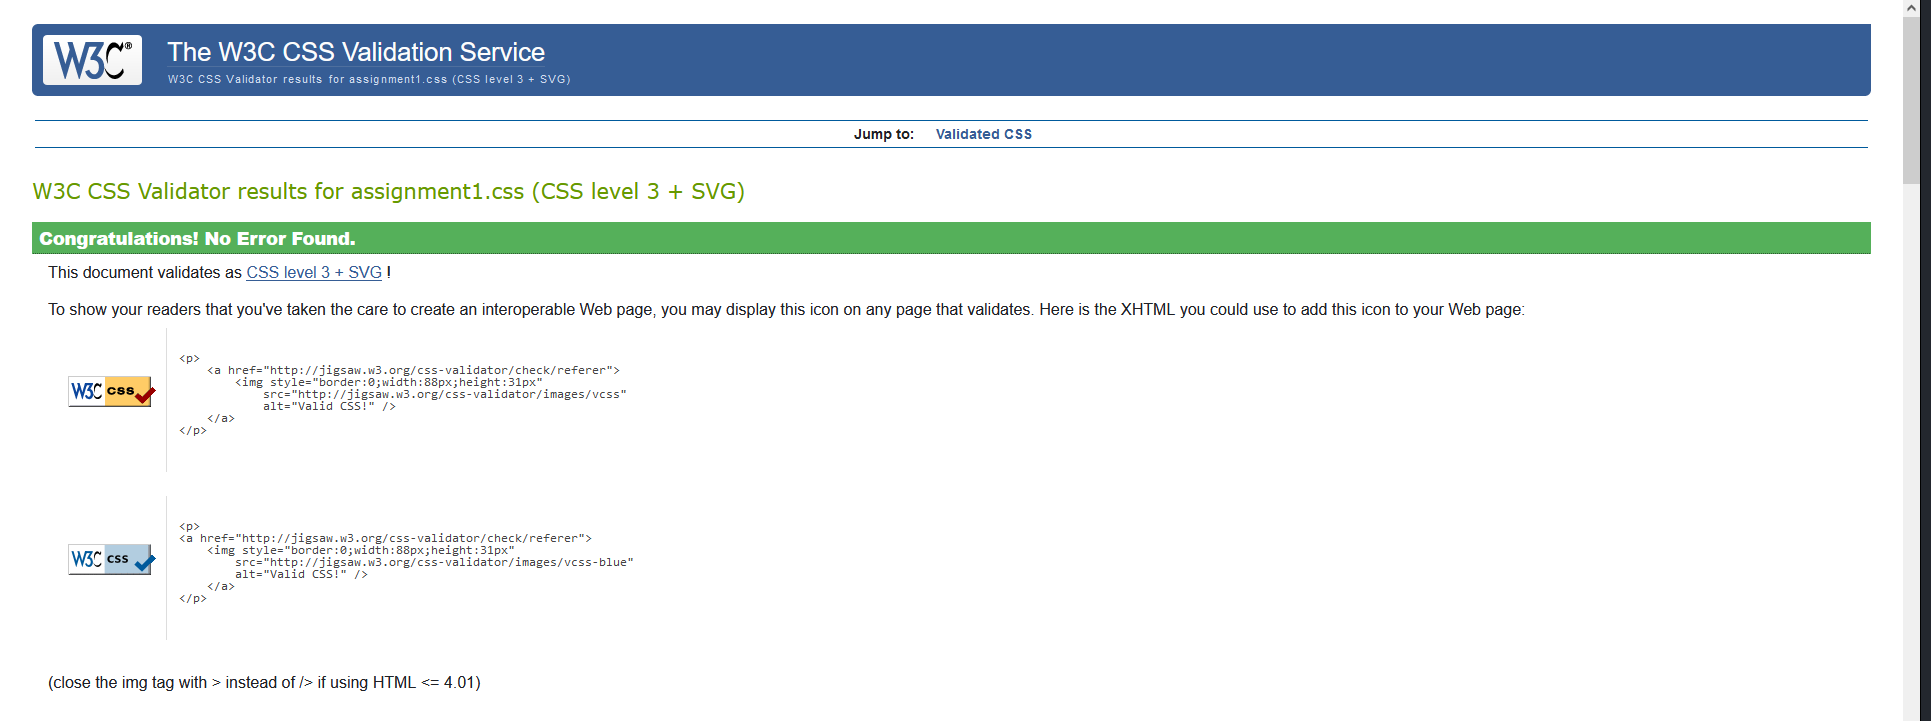 W3C®
The W3C CSS Validation Service
W3C CSS Validator results for assignment1.css (CSS level 3 + SVG)
Jump to: Validated CSS
W3C CSS Validator results for assignment1.css (CSS level 3 + SVG)
Congratulations! No Error Found.
This document validates as CSS level 3 + SVG !
To show your readers that you've taken the care to create an interoperable Web page, you may display this icon on any page that validates. Here is the XHTML you could use to add this icon to your Web page:
W3C css
<p>
    <a href="http://jigsaw.w3.org/css-validator/check/referer">
        <img style="border:0;width:88px;height:31px"
            src="http://jigsaw.w3.org/css-validator/images/vcss"
            alt="Valid CSS!" />
    </a>
</p>
W3C css
<p>
<a href="http://jigsaw.w3.org/css-validator/check/referer">
    <img style="border:0;width:88px;height:31px"
        src="http://jigsaw.w3.org/css-validator/images/vcss-blue"
        alt="Valid CSS!" />
    </a>
</p>
(close the img tag with > instead of /> if using HTML <= 4.01)